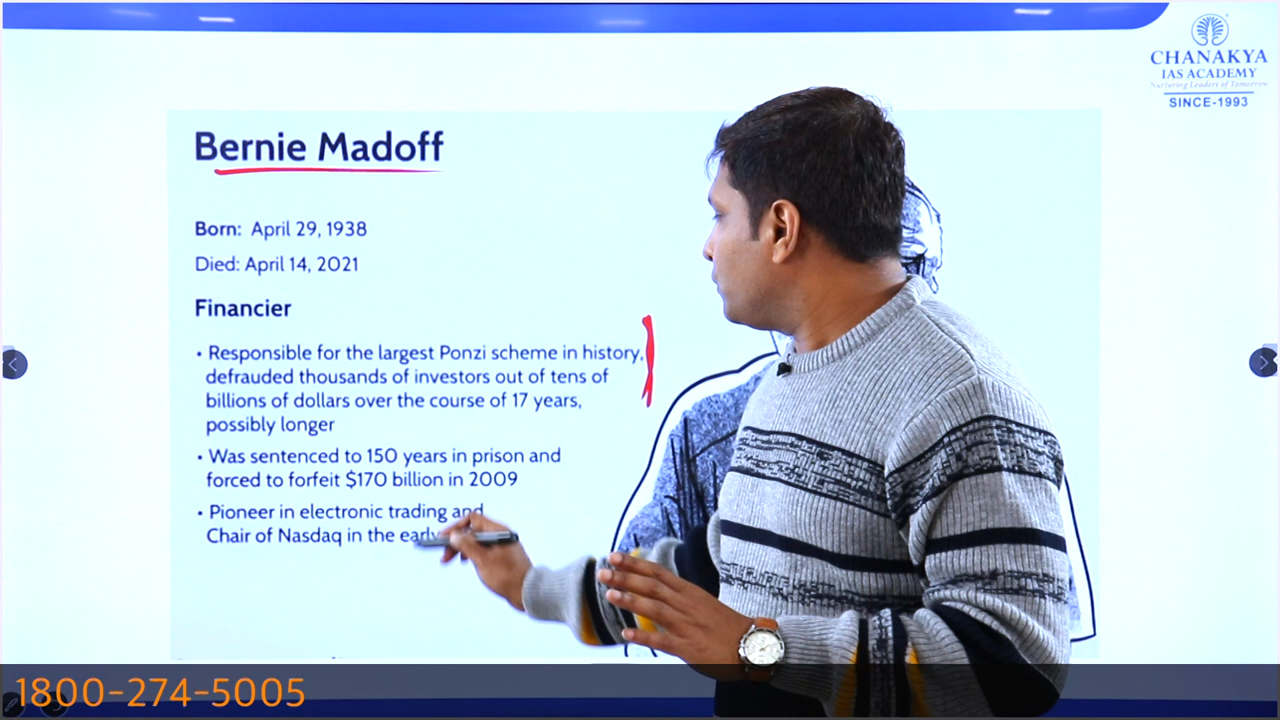 CHANAKYA
IAS ACADEMY
Nurturing Leaders of Tomorrow
SINCE-1993
Bernie Madoff
Born: April 29, 1938
Died: April 14, 2021
Financier
• Responsible for the largest Ponzi scheme in history,
defrauded thousands of investors out of tens of
billions of dollars over the course of 17 years,
possibly longer
• Was sentenced to 150 years in prison and
forced to forfeit $170 billion in 2009
• Pioneer in electronic trading and
Chair of Nasdaq in the early
1800-274-5005